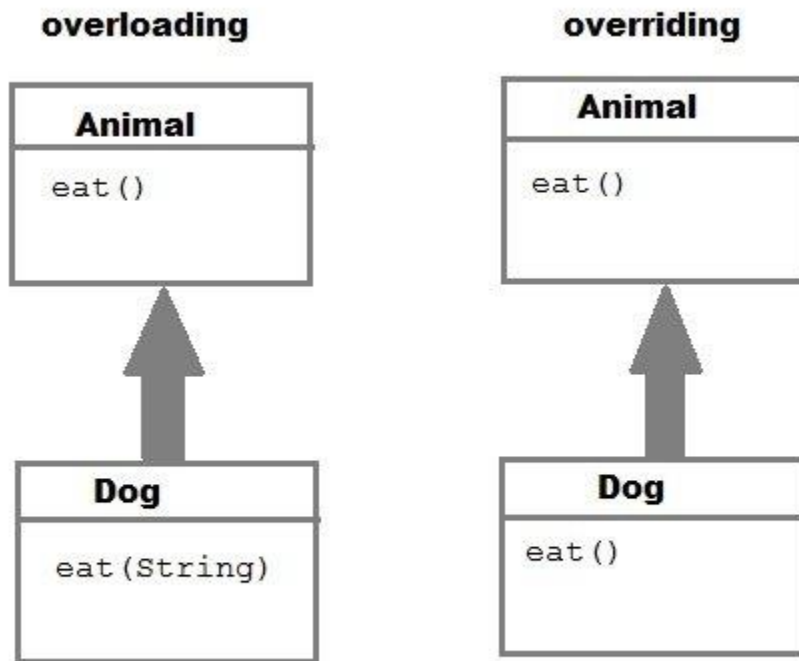 overloading
Animal
eat()
Dog
eat(String)
overriding
Animal
eat()
Dog
eat()